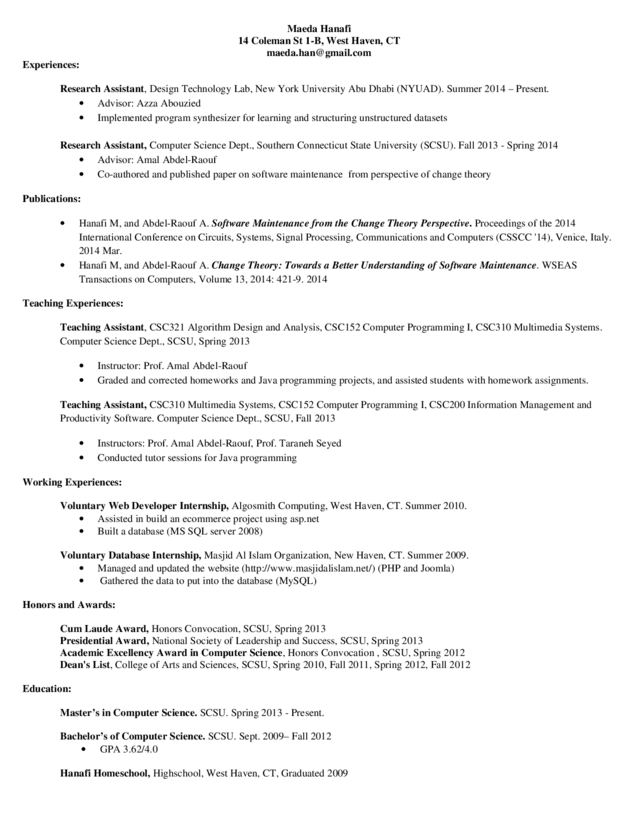 Maeda Hanafi
14 Coleman St 1-B, West Haven, CT
maeda.han@gmail.com
Experiences:
Research Assistant, Design Technology Lab, New York University Abu Dhabi (NYUAD). Summer 2014 – Present.
• Advisor: Azza Abouzied
• Implemented program synthesizer for learning and structuring unstructured datasets
Research Assistant, Computer Science Dept., Southern Connecticut State University (SCSU). Fall 2013 - Spring 2014
• Advisor: Amal Abdel-Raouf
• Co-authored and published paper on software maintenance from perspective of change theory
Publications:
• Hanafi M, and Abdel-Raouf A. Software Maintenance from the Change Theory Perspective. Proceedings of the 2014
International Conference on Circuits, Systems, Signal Processing, Communications and Computers (CSSCC '14), Venice, Italy.
2014 Mar.
• Hanafi M, and Abdel-Raouf A. Change Theory: Towards a Better Understanding of Software Maintenance. WSEAS
Transactions on Computers, Volume 13, 2014: 421-9. 2014
Teaching Experiences:
Teaching Assistant, CSC321 Algorithm Design and Analysis, CSC152 Computer Programming I, CSC310 Multimedia Systems.
Computer Science Dept., SCSU, Spring 2013
• Instructor: Prof. Amal Abdel-Raouf
• Graded and corrected homeworks and Java programming projects, and assisted students with homework assignments.
Teaching Assistant, CSC310 Multimedia Systems, CSC152 Computer Programming I, CSC200 Information Management and
Productivity Software. Computer Science Dept., SCSU, Fall 2013
• Instructors: Prof. Amal Abdel-Raouf, Prof. Taraneh Seyed
• Conducted tutor sessions for Java programming
Working Experiences:
Voluntary Web Developer Internship, Algosmith Computing, West Haven, CT. Summer 2010.
• Assisted in build an ecommerce project using asp.net
• Built a database (MS SQL server 2008)
Voluntary Database Internship, Masjid Al Islam Organization, New Haven, CT. Summer 2009.
• Managed and updated the website (http://www.masjidalislam.net/) (PHP and Joomla)
• Gathered the data to put into the database (MySQL)
Honors and Awards:
Cum Laude Award, Honors Convocation, SCSU, Spring 2013
Presidential Award, National Society of Leadership and Success, SCSU, Spring 2013
Academic Excellency Award in Computer Science, Honors Convocation , SCSU, Spring 2012
Dean's List, College of Arts and Sciences, SCSU, Spring 2010, Fall 2011, Spring 2012, Fall 2012
Education:
Master's in Computer Science. SCSU. Spring 2013 - Present.
Bachelor's of Computer Science. SCSU. Sept. 2009– Fall 2012
• GPA 3.62/4.0
Hanafi Homeschool, Highschool, West Haven, CT, Graduated 2009